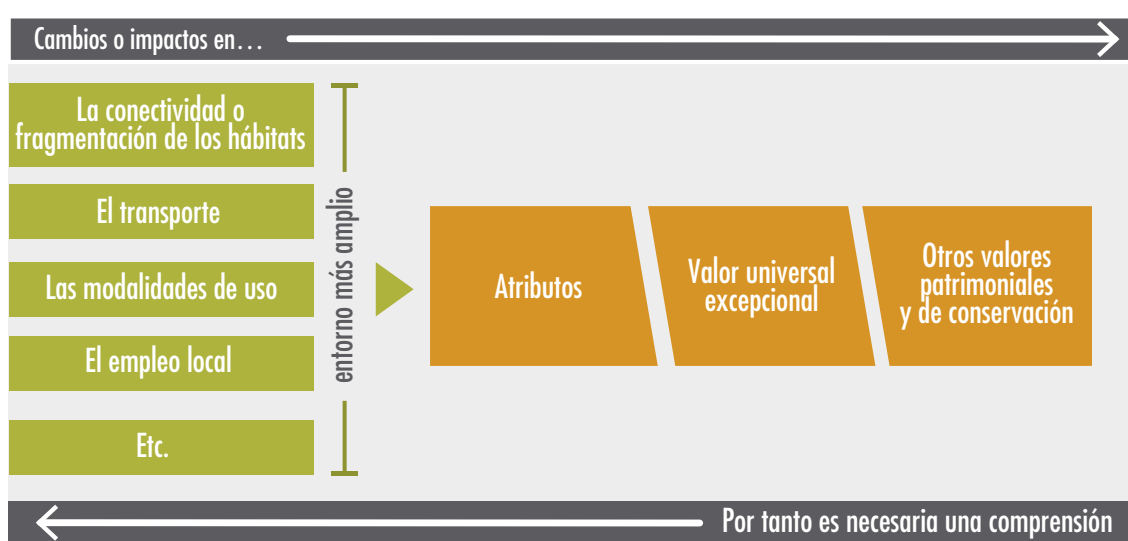 Cambios o impactos en…
La conectividad o
fragmentación de los hábitats
El transporte
Las modalidades de uso
El empleo local
Etc.
entorno más amplio
Atributos
Valor universal
excepcional
Otros valores
patrimoniales
y de conservación
Por tanto es necesaria una comprensión